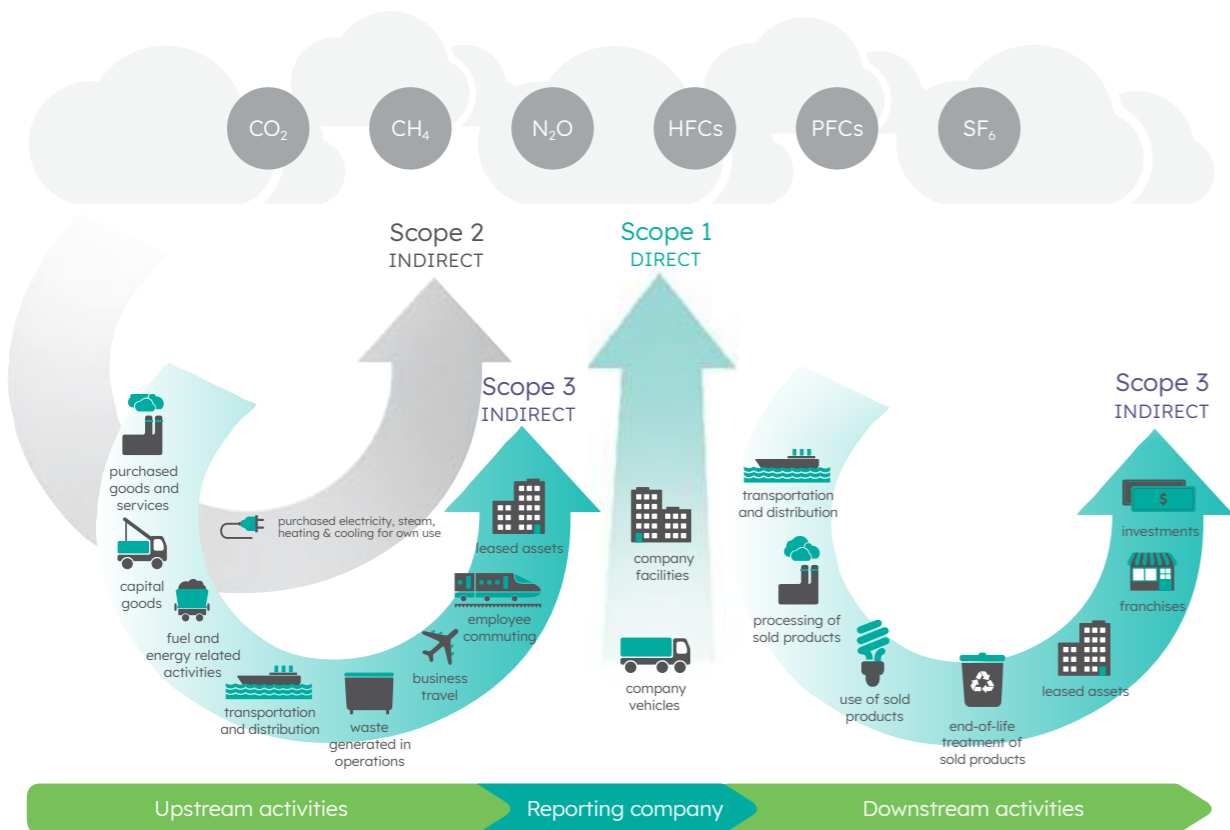 CO₂
CH₄
N₂O
HFCs
PFCs
SF₆
Scope 2
INDIRECT
Scope 1
DIRECT
Scope 3
INDIRECT
Scope 3
INDIRECT
purchased
goods and
services
capital
goods
fuel and
energy related
activities
transportation
and distribution
waste
generated in
operations
business
travel
employee
commuting
leased assets
purchased electricity, steam,
heating & cooling for own use
company
facilities
company
vehicles
transportation
and distribution
processing of
sold products
use of sold
products
end-of-life
treatment of
sold products
leased assets
franchises
$
investments
Upstream activities
Reporting company
Downstream activities